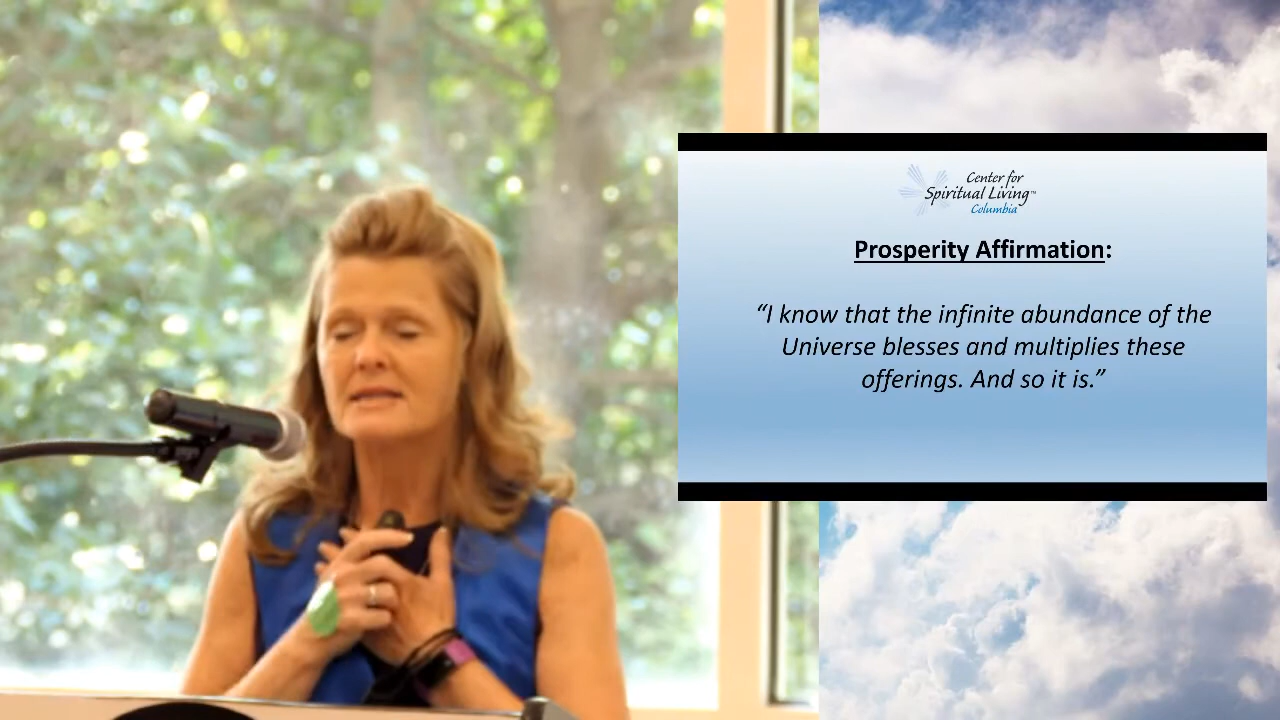 Center for
Spiritual Living™
Columbia
Prosperity Affirmation:
“I know that the infinite abundance of the
Universe blesses and multiplies these
offerings. And so it is.”